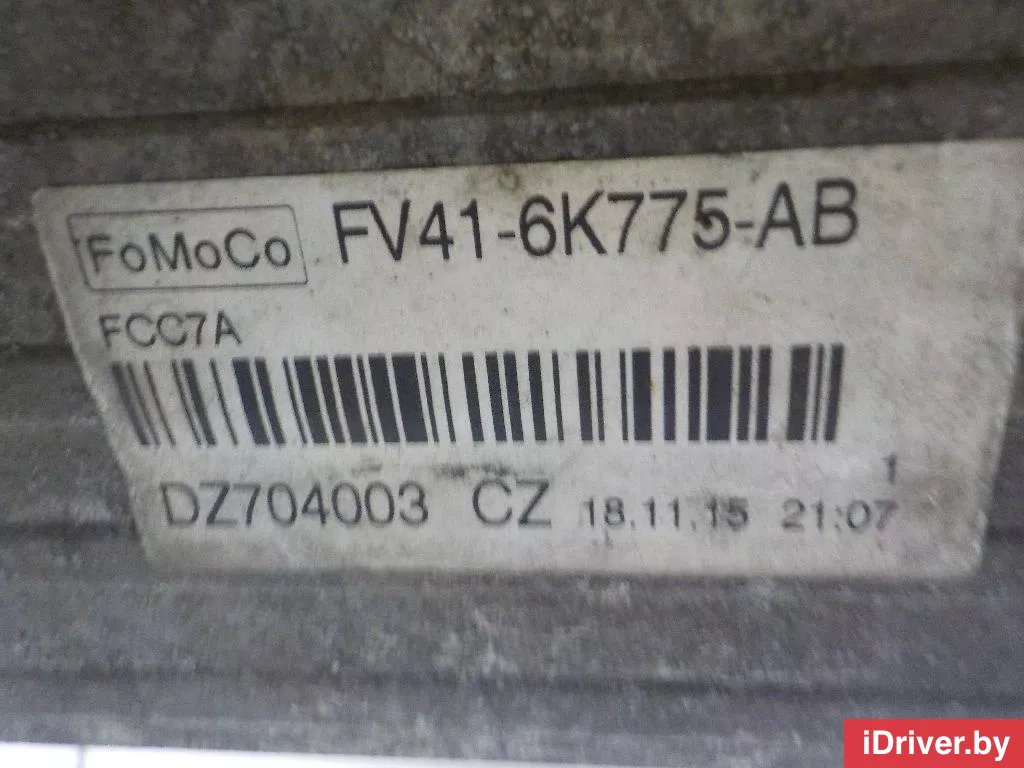 FoMoCo FV41-6K775-AB
FCC7A
1
DZ704003 CZ 18.11.15 21:07
iDriver.by